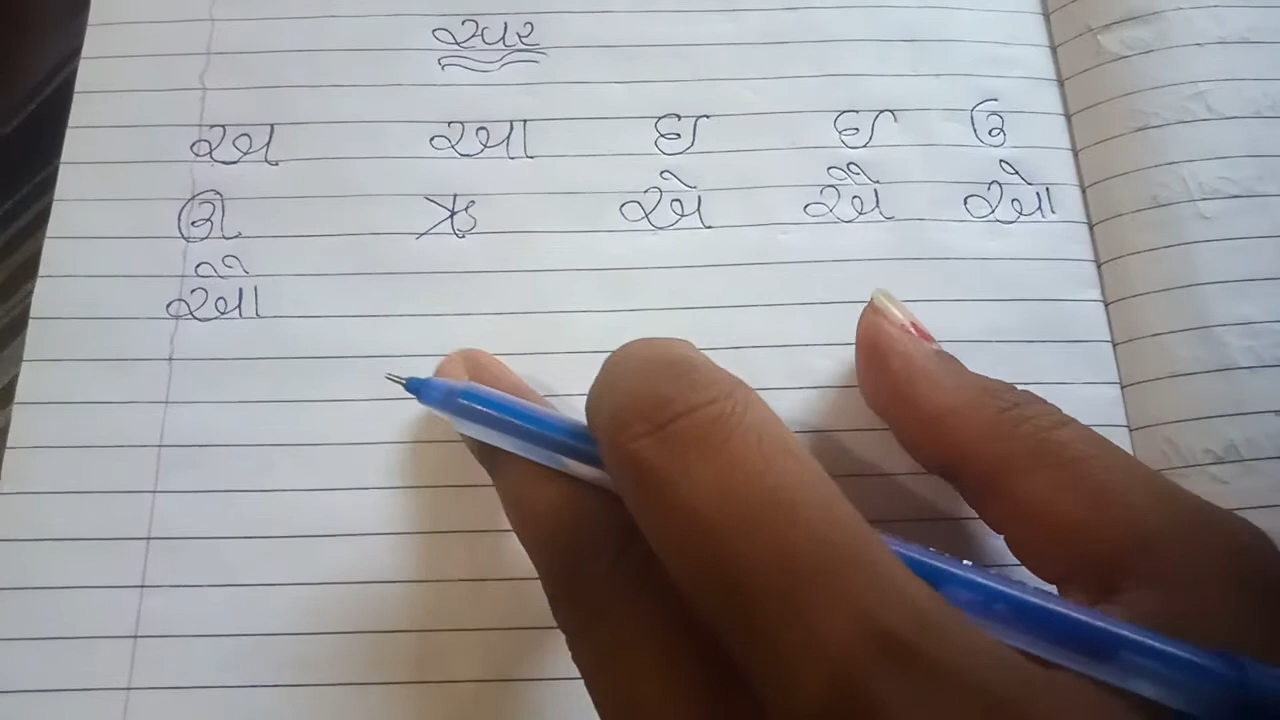 સ્વર
અ આ ઇ ઈ ઉ
ઊ ઋ એ ઐ ઓ
ઔ